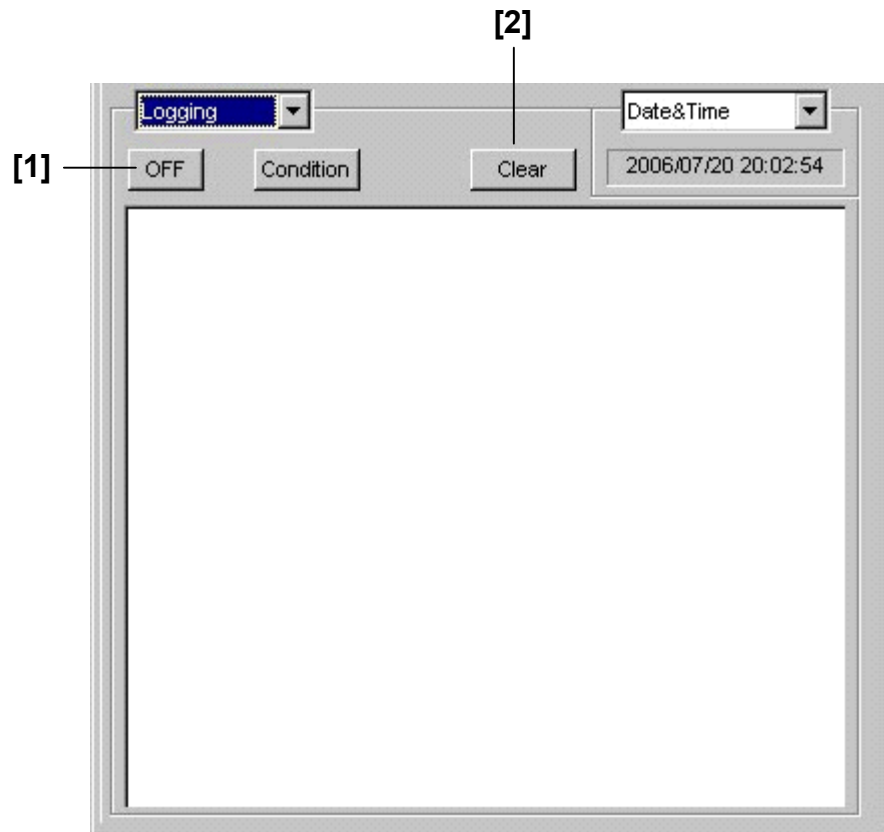 [2]
Logging
Date&Time
[1]
OFF
Condition
Clear
2006/07/20 20:02:54